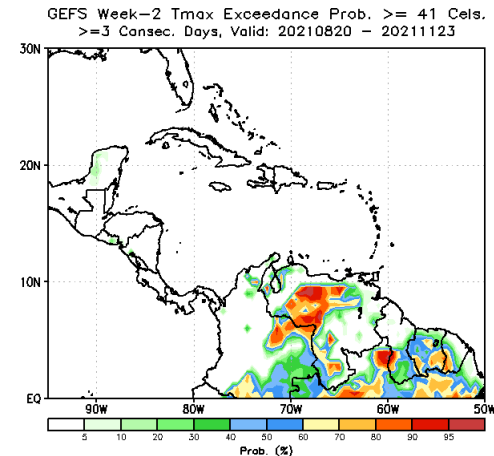 GEFS Week-2 Tmax Exceedance Prob. >= 41 Cels.
>=3 Cansec. Days, Valid: 20210820 - 20211123
30N
20N
10N
EQ
90W 80W 70W 60W 50W
5 10 20 30 40 50 60 70 80 90 95
Prob. (%)